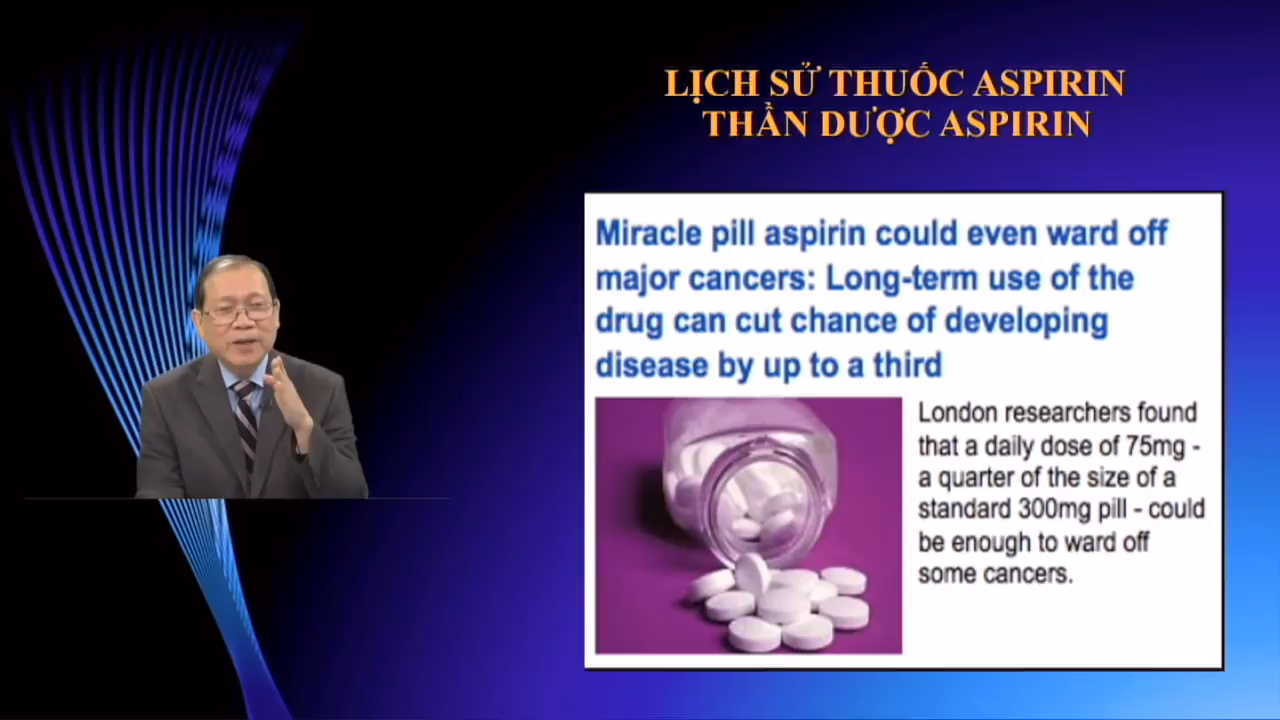 LỊCH SỬ THUỐC ASPIRIN
THẦN DƯỢC ASPIRIN
Miracle pill aspirin could even ward off
major cancers: Long-term use of the
drug can cut chance of developing
disease by up to a third
London researchers found
that a daily dose of 75mg -
a quarter of the size of a
standard 300mg pill - could
be enough to ward off
some cancers.